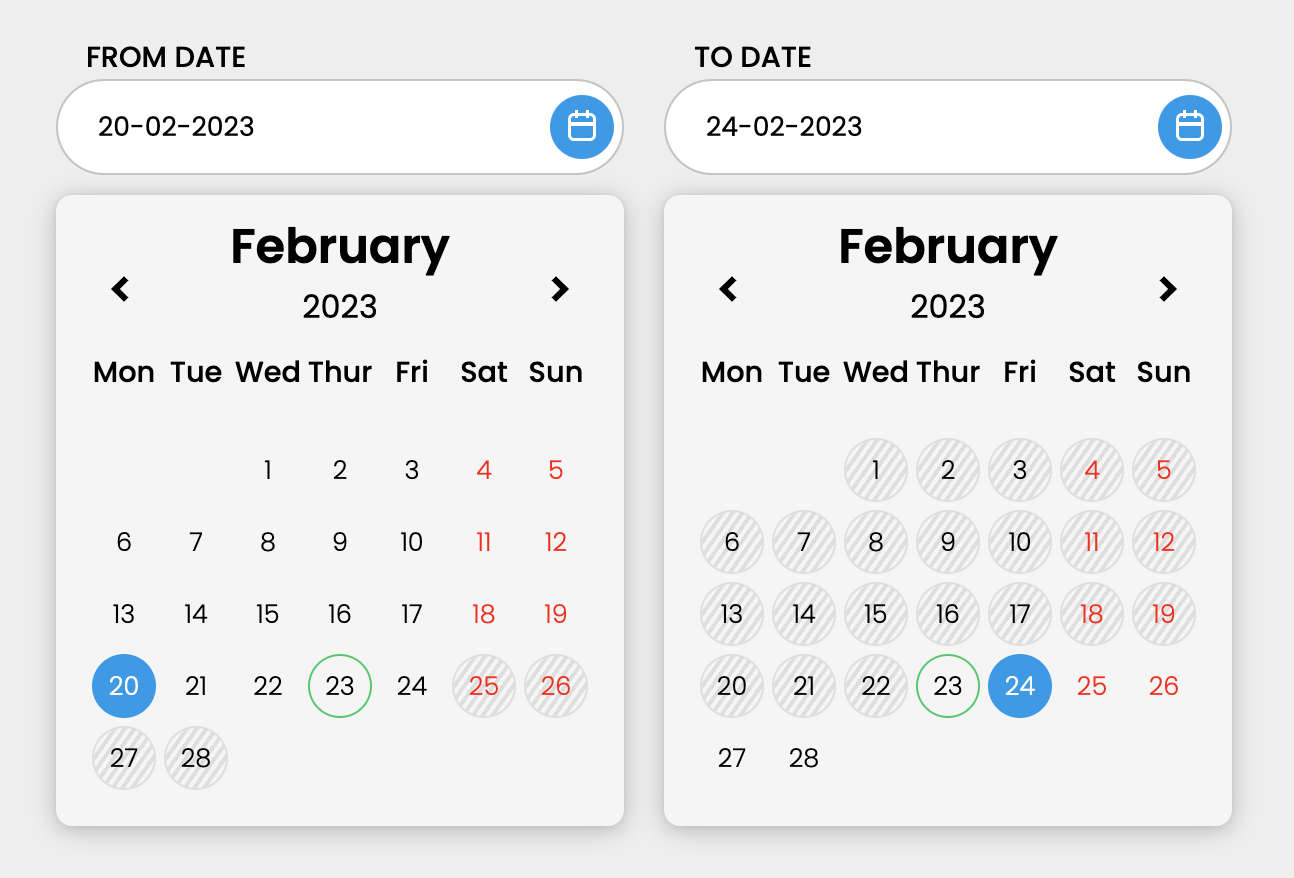 FROM DATE
20-02-2023
February
2023
Mon Tue Wed Thur Fri Sat Sun
1 2 3 4 5
6 7 8 9 10 11 12
13 14 15 16 17 18 19
20 21 22 23 24 25 26
27 28
TO DATE
24-02-2023
February
2023
Mon Tue Wed Thur Fri Sat Sun
1 2 3 4 5
6 7 8 9 10 11 12
13 14 15 16 17 18 19
20 21 22 23 24 25 26
27 28